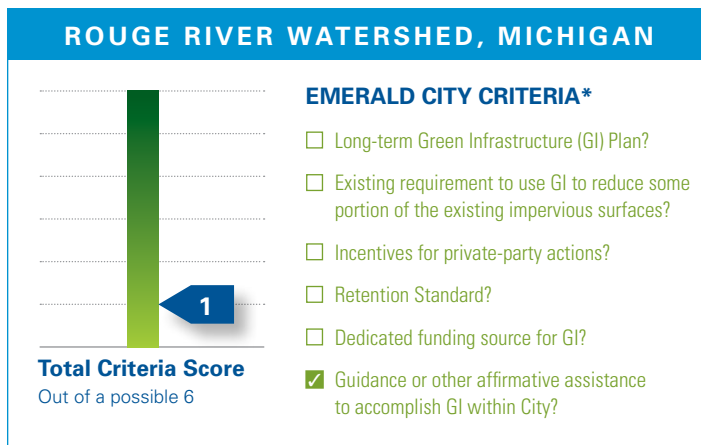 ROUGE RIVER WATERSHED, MICHIGAN
1
Total Criteria Score
Out of a possible 6
EMERALD CITY CRITERIA*
Long-term Green Infrastructure (GI) Plan?
Existing requirement to use GI to reduce some
portion of the existing impervious surfaces?
Incentives for private-party actions?
Retention Standard?
Dedicated funding source for GI?
Guidance or other affirmative assistance
to accomplish GI within City?